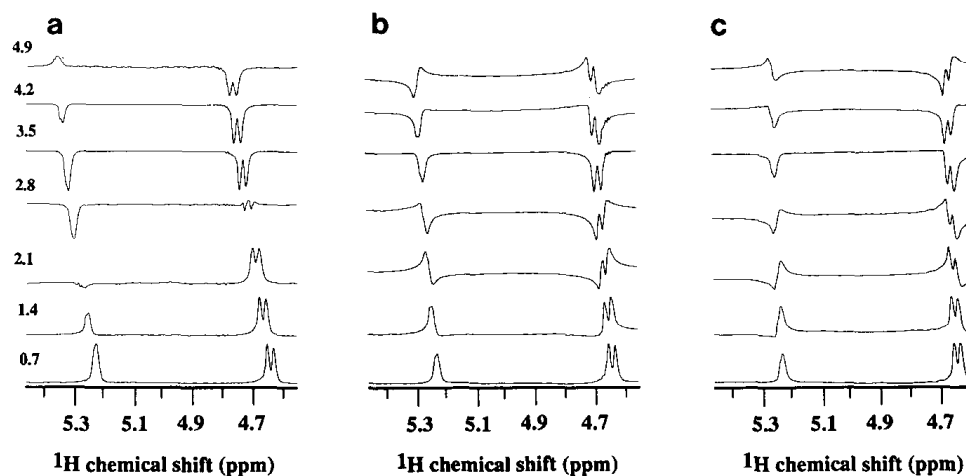 a b c
4.9
4.2
3.5
2.8
2.1
1.4
0.7
5.3 5.1 4.9 4.7 5.3 5.1 4.9 4.7 5.3 5.1 4.9 4.7
¹H chemical shift (ppm) ¹H chemical shift (ppm) ¹H chemical shift (ppm)